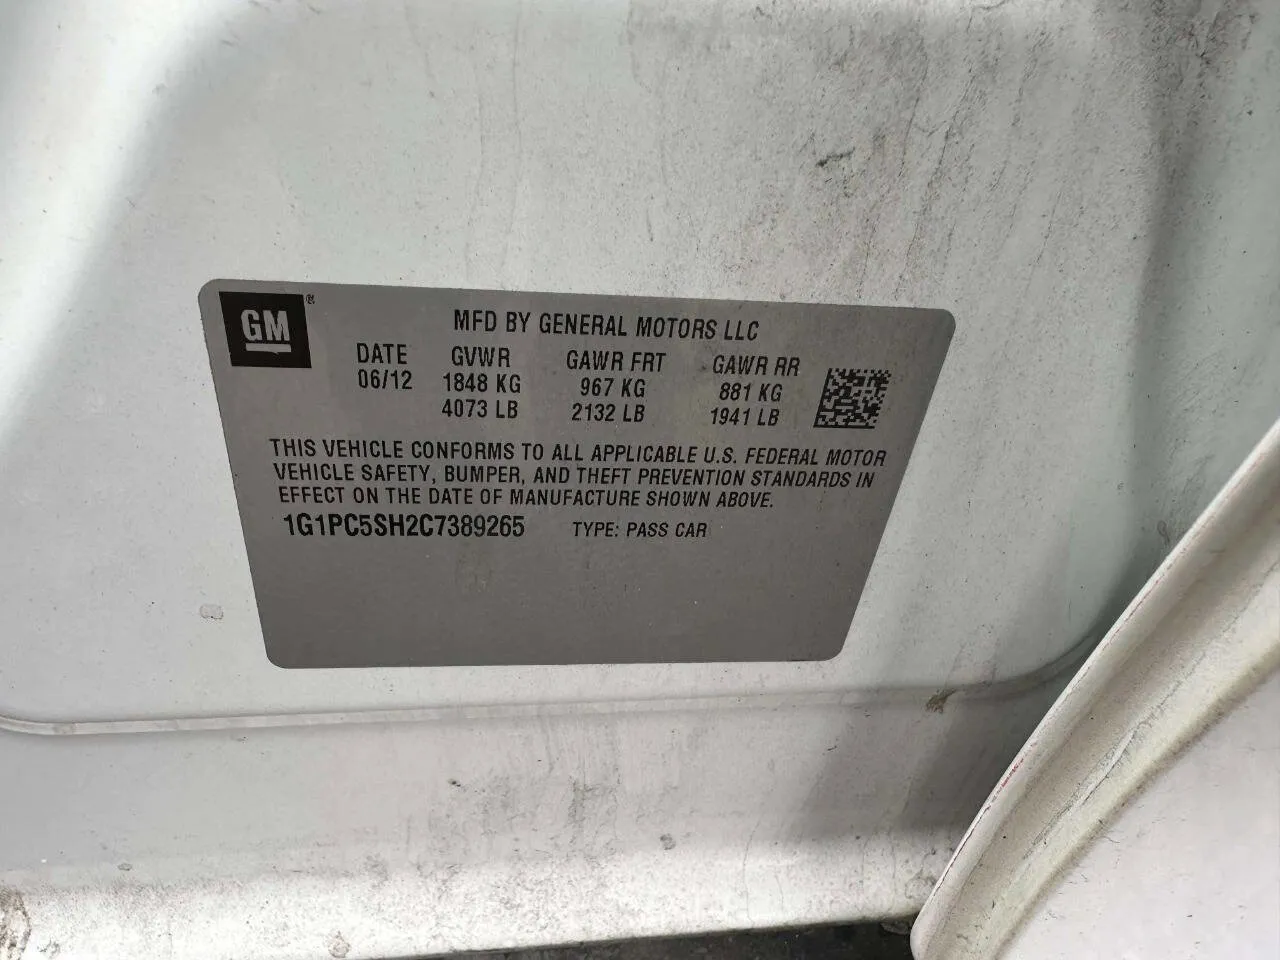 GM ®
MFD BY GENERAL MOTORS LLC
DATE GVWR GAWR FRT GAWR RR
06/12 1848 KG 967 KG 881 KG
4073 LB 2132 LB 1941 LB
THIS VEHICLE CONFORMS TO ALL APPLICABLE U.S. FEDERAL MOTOR
VEHICLE SAFETY, BUMPER, AND THEFT PREVENTION STANDARDS IN
EFFECT ON THE DATE OF MANUFACTURE SHOWN ABOVE.
1G1PC5SH2C7389265 TYPE: PASS CAR